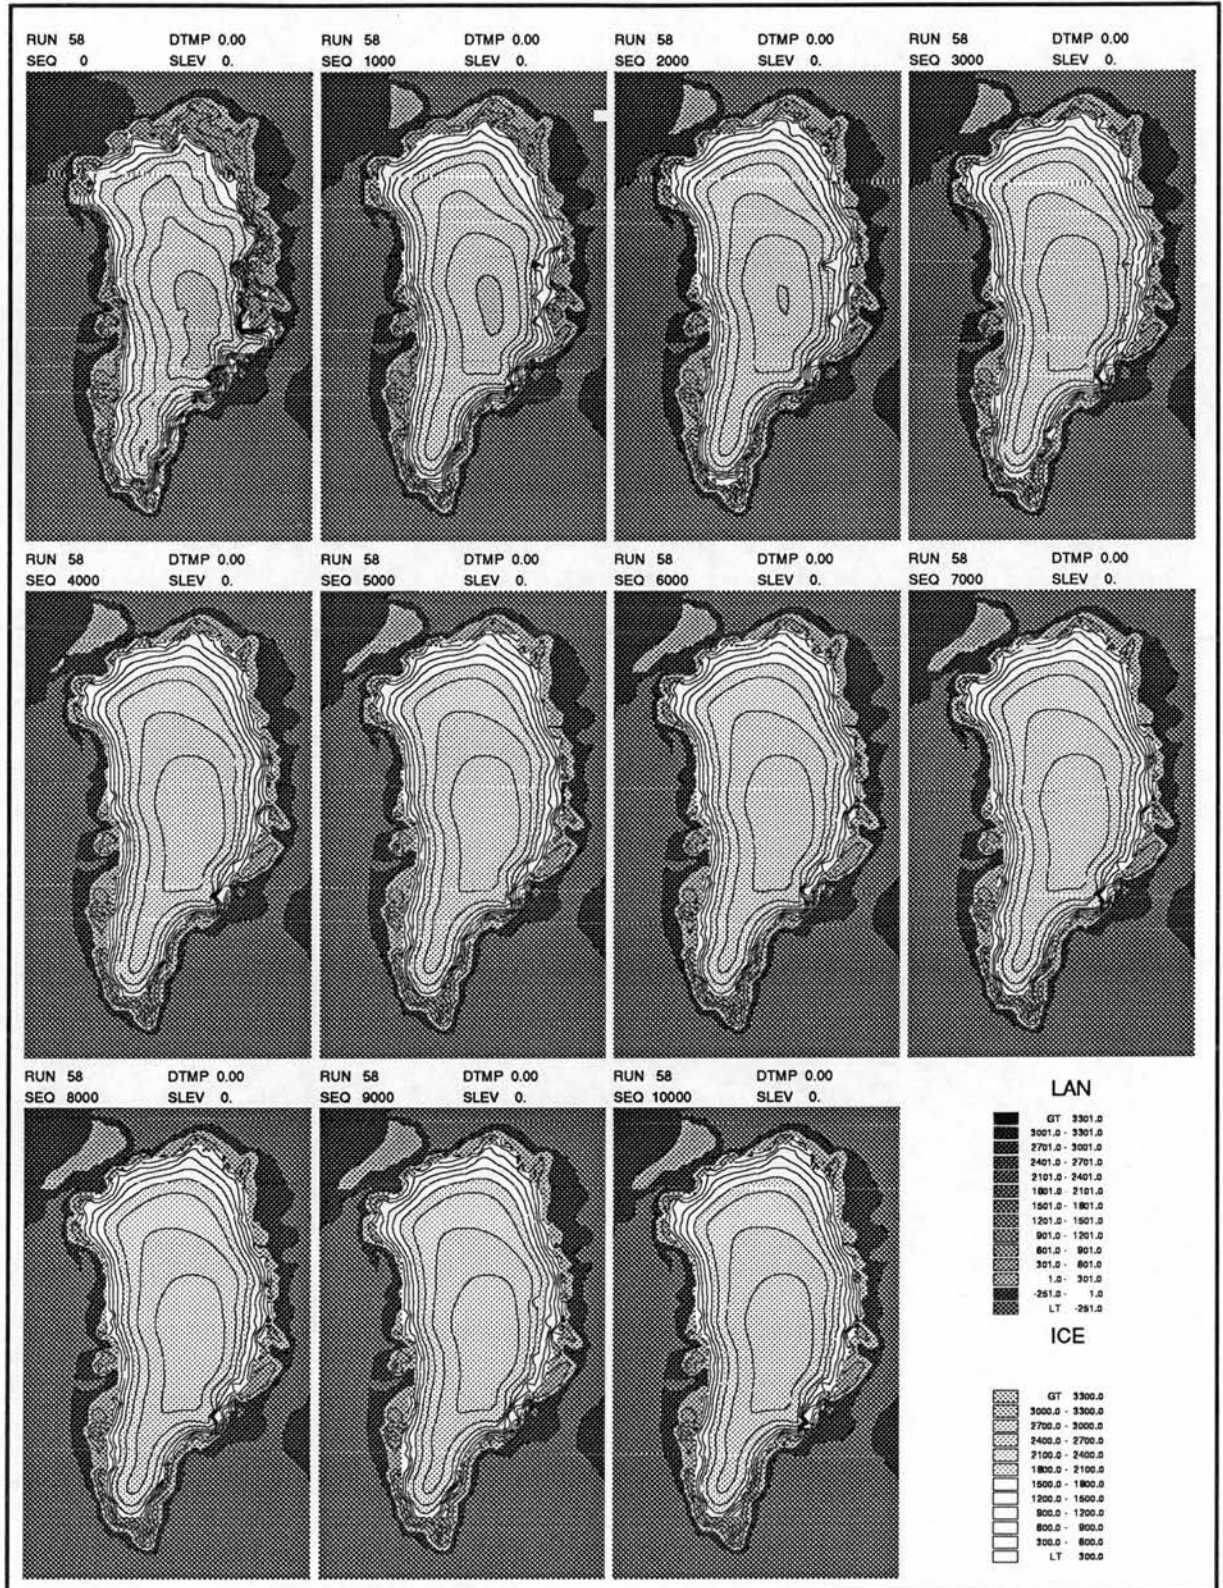 RUN 58 DTMP 0.00
SEQ 0 SLEV 0.
RUN 58 DTMP 0.00
SEQ 1000 SLEV 0.
RUN 58 DTMP 0.00
SEQ 2000 SLEV 0.
RUN 58 DTMP 0.00
SEQ 3000 SLEV 0.
RUN 58 DTMP 0.00
SEQ 4000 SLEV 0.
RUN 58 DTMP 0.00
SEQ 5000 SLEV 0.
RUN 58 DTMP 0.00
SEQ 6000 SLEV 0.
RUN 58 DTMP 0.00
SEQ 7000 SLEV 0.
RUN 58 DTMP 0.00
SEQ 8000 SLEV 0.
RUN 58 DTMP 0.00
SEQ 9000 SLEV 0.
RUN 58 DTMP 0.00
SEQ 10000 SLEV 0.
LAN
GT 3301.0
3001.0 - 3301.0
2701.0 - 3001.0
2401.0 - 2701.0
2101.0 - 2401.0
1801.0 - 2101.0
1501.0 - 1801.0
1201.0 - 1501.0
901.0 - 1201.0
601.0 - 901.0
301.0 - 601.0
1.0 - 301.0
-251.0 - 1.0
LT -251.0
ICE
GT 3300.0
3000.0 - 3300.0
2700.0 - 3000.0
2400.0 - 2700.0
2100.0 - 2400.0
1800.0 - 2100.0
1500.0 - 1800.0
1200.0 - 1500.0
900.0 - 1200.0
600.0 - 900.0
300.0 - 600.0
LT 300.0